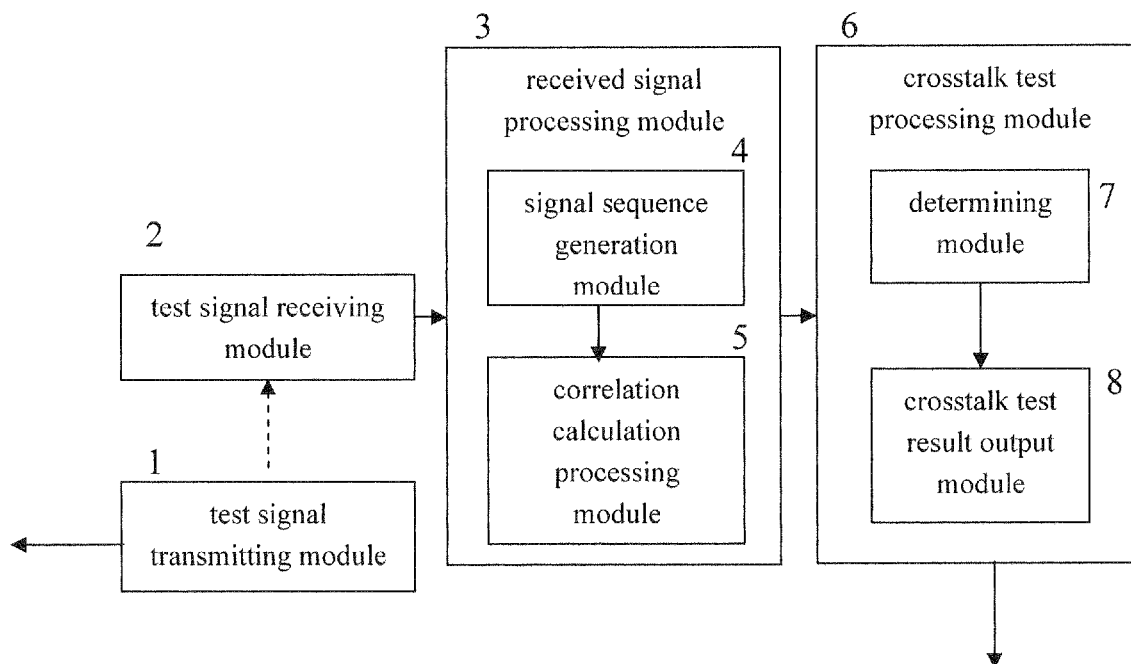 3
received signal
processing module
4
signal sequence
generation
module
5
correlation
calculation
processing
module
2
test signal receiving
module
1
test signal
transmitting module
6
crosstalk test
processing module
7
determining
module
8
crosstalk test
result output
module